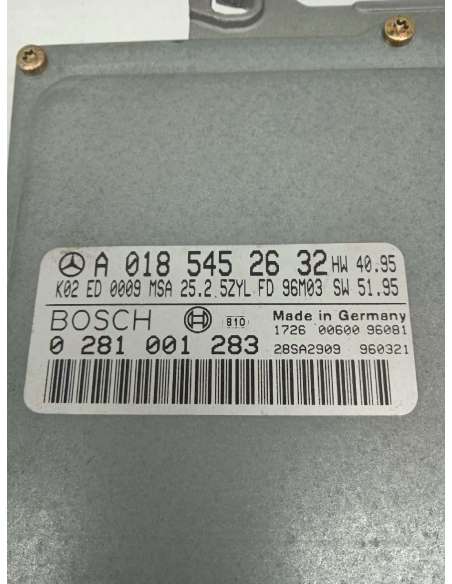 A 018 545 26 32 HW 40.95
K02 ED 0009 MSA 25.2 5ZYL FD 96M03 SW 51.95
BOSCH 810 Made in Germany
1726 00600 96081
0 281 001 283 28SA2909 960321